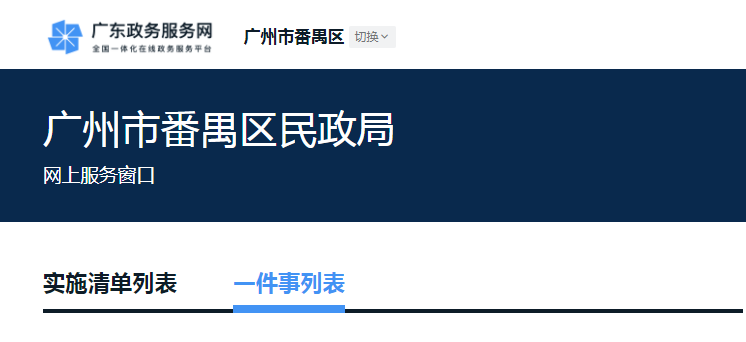 广东政务服务网
全国一体化在线政务服务平台
广州市番禺区 切换
广州市番禺区民政局
网上服务窗口
实施清单列表 一件事列表